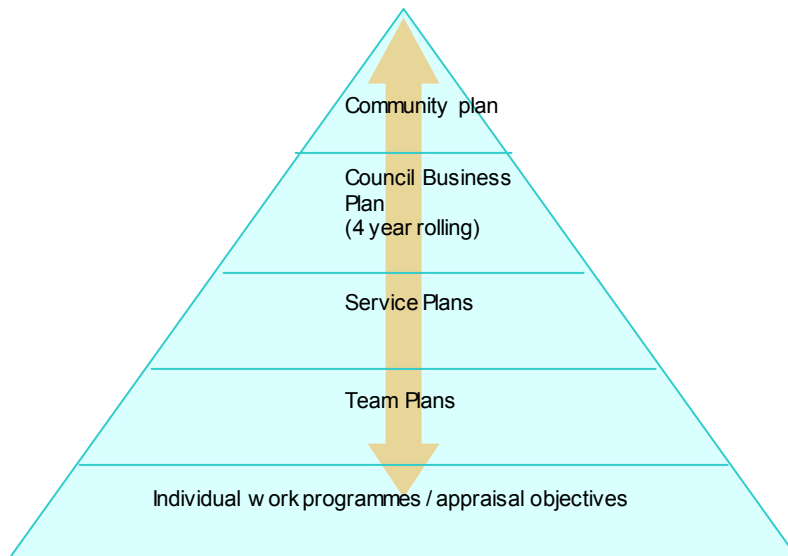 Community plan
Council Business
Plan
(4 year rolling)
Service Plans
Team Plans
Individual work programmes / appraisal objectives